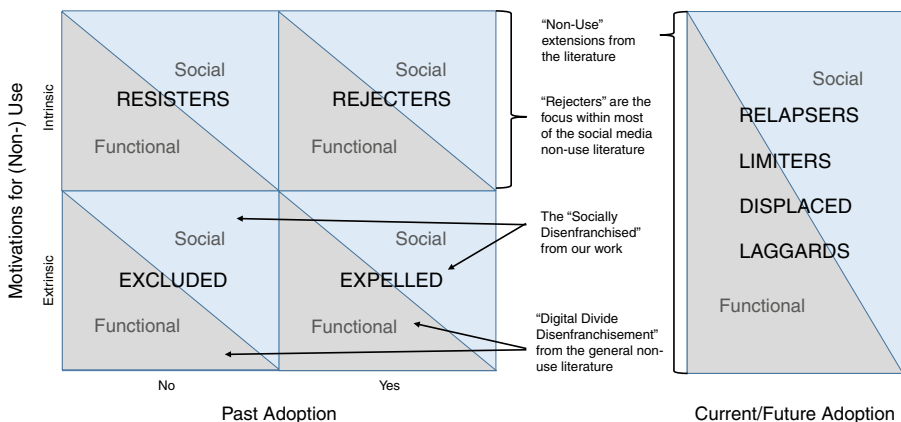 Motivations for (Non-) Use
Intrinsic
Extrinsic
Social
RESISTERS
Functional
Social
REJECTERS
Functional
Social
EXCLUDED
Functional
Social
EXPELLED
Functional
No
Yes
Past Adoption
“Non-Use”
extensions from
the literature
“Rejecters” are the
focus within most
of the social media
non-use literature
The “Socially
Disenfranchised”
from our work
“Digital Divide
Disenfranchisement”
from the general non-
use literature
Social
RELAPSERS
LIMITERS
DISPLACED
LAGGARDS
Functional
Current/Future Adoption